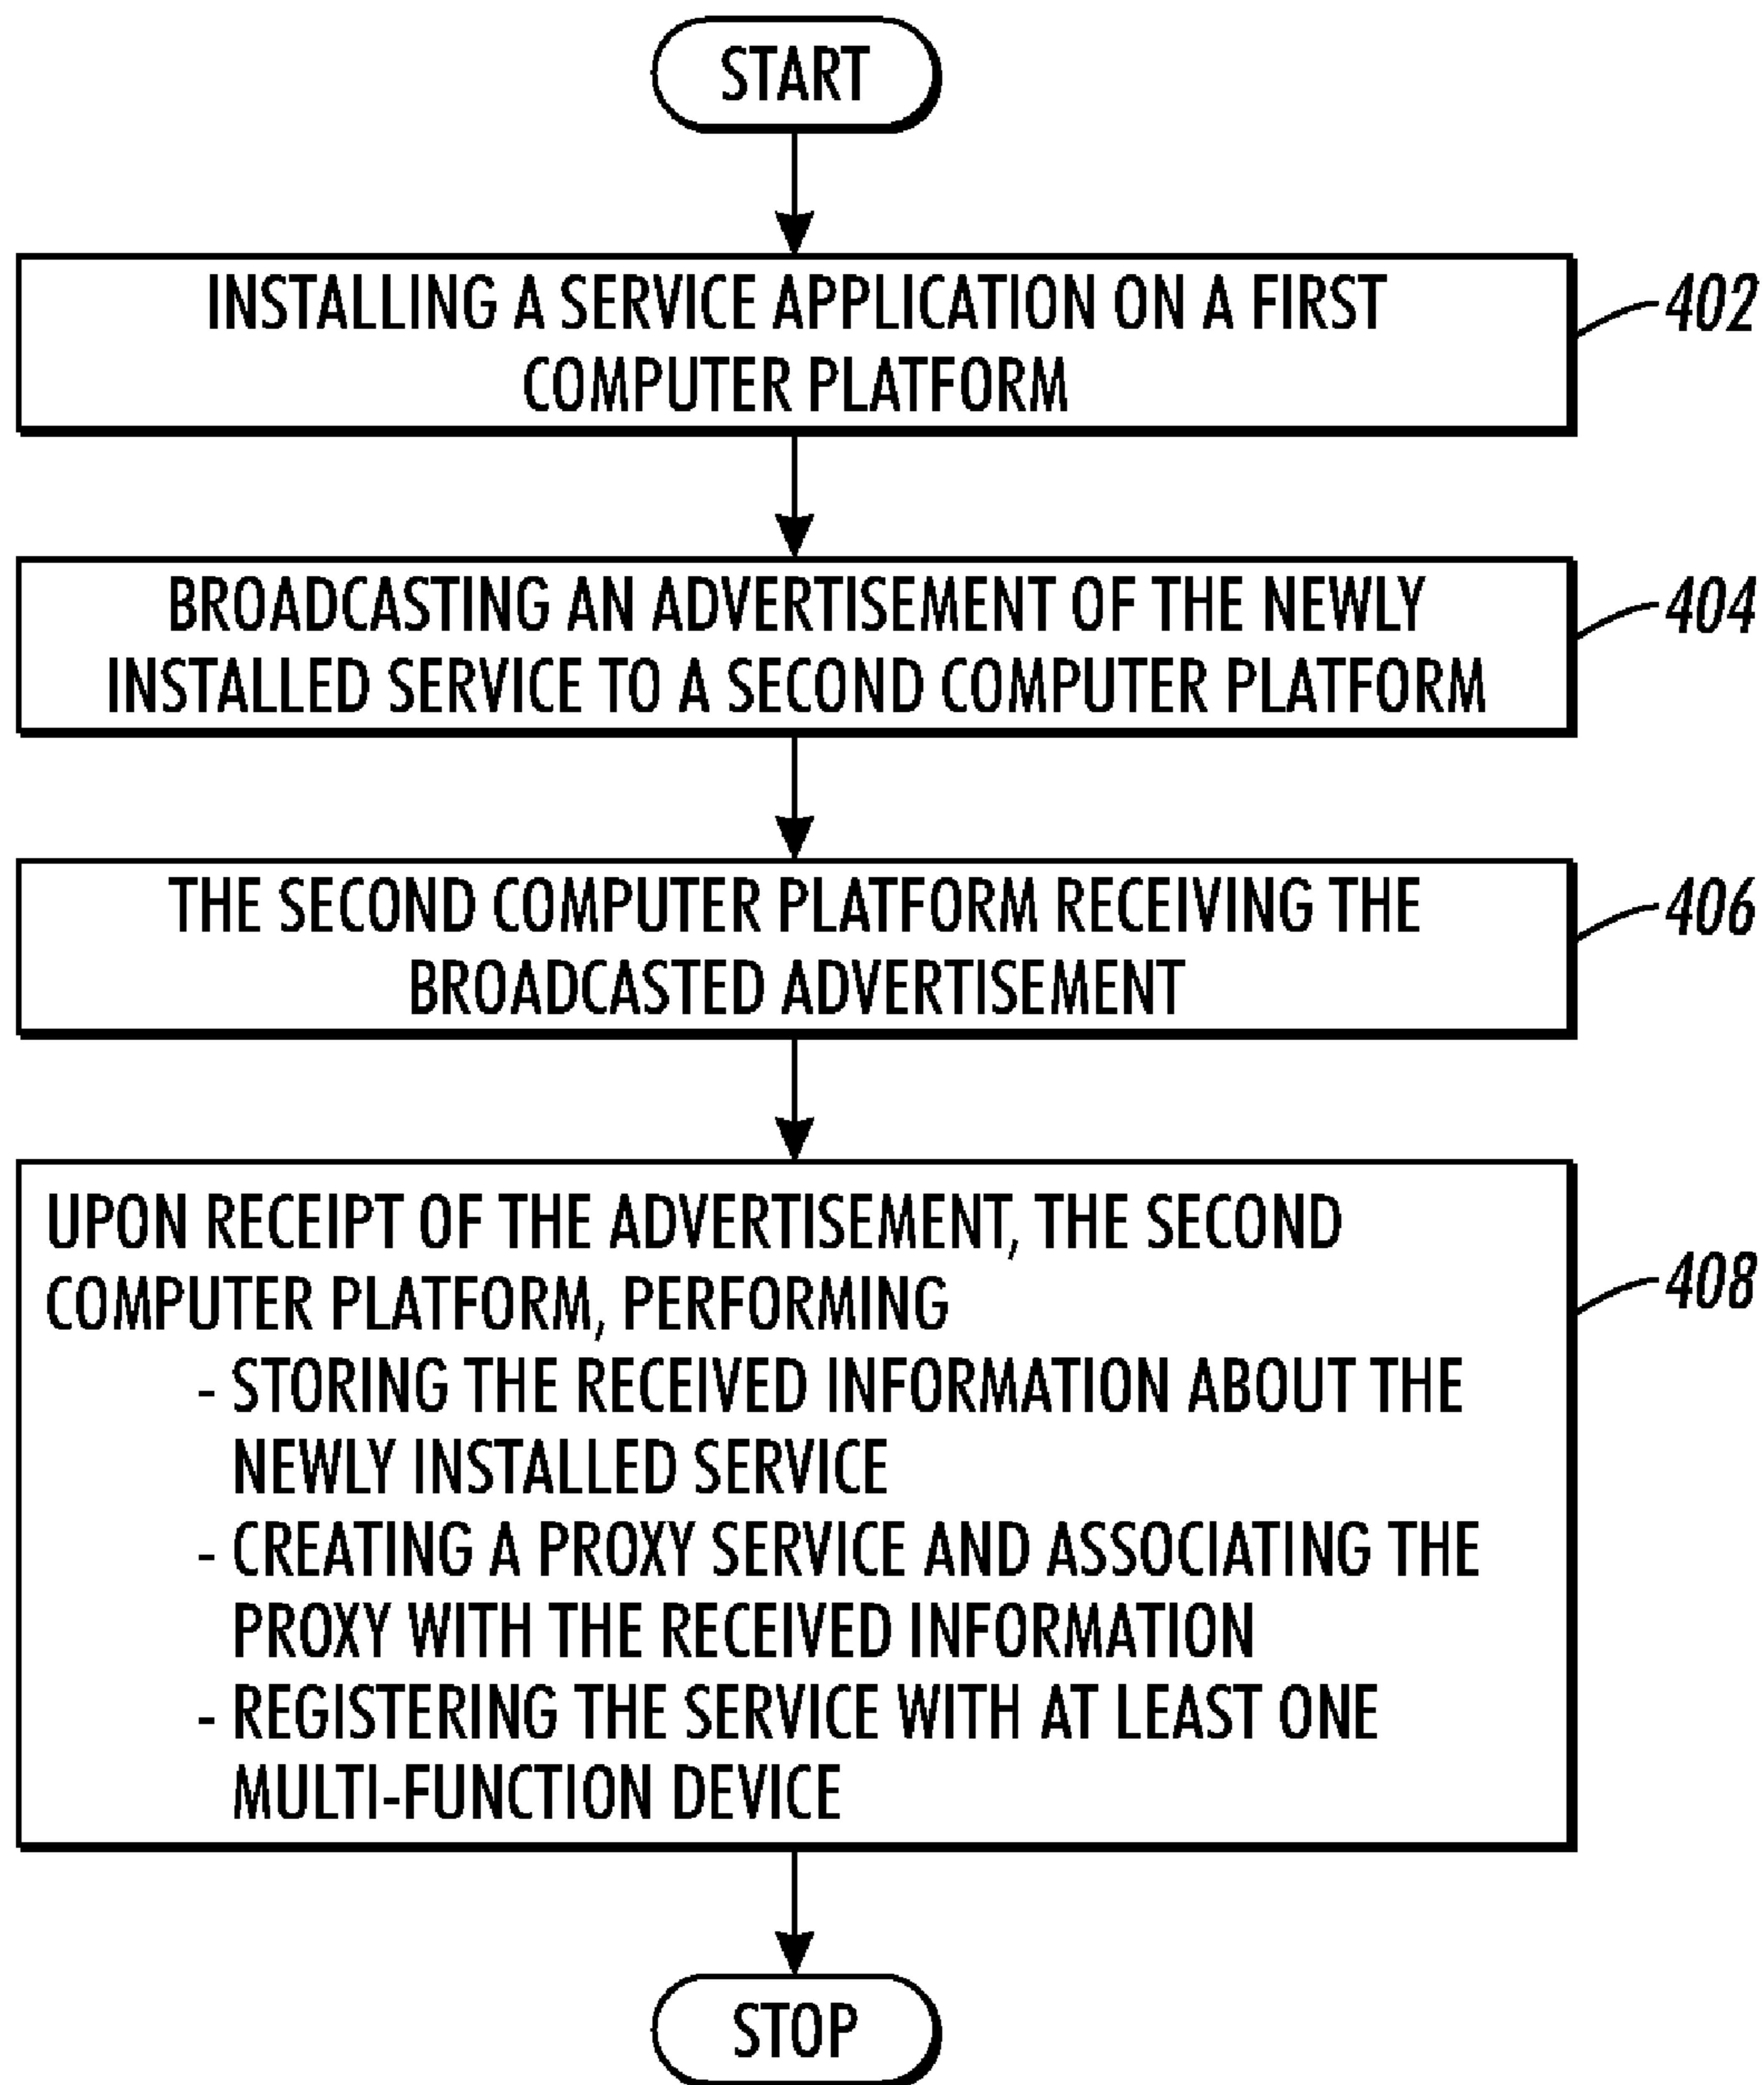 START
INSTALLING A SERVICE APPLICATION ON A FIRST
COMPUTER PLATFORM
402
BROADCASTING AN ADVERTISEMENT OF THE NEWLY
INSTALLED SERVICE TO A SECOND COMPUTER PLATFORM
404
THE SECOND COMPUTER PLATFORM RECEIVING THE
BROADCASTED ADVERTISEMENT
406
UPON RECEIPT OF THE ADVERTISEMENT, THE SECOND
COMPUTER PLATFORM, PERFORMING
- STORING THE RECEIVED INFORMATION ABOUT THE
NEWLY INSTALLED SERVICE
- CREATING A PROXY SERVICE AND ASSOCIATING THE
PROXY WITH THE RECEIVED INFORMATION
- REGISTERING THE SERVICE WITH AT LEAST ONE
MULTI-FUNCTION DEVICE
408
STOP